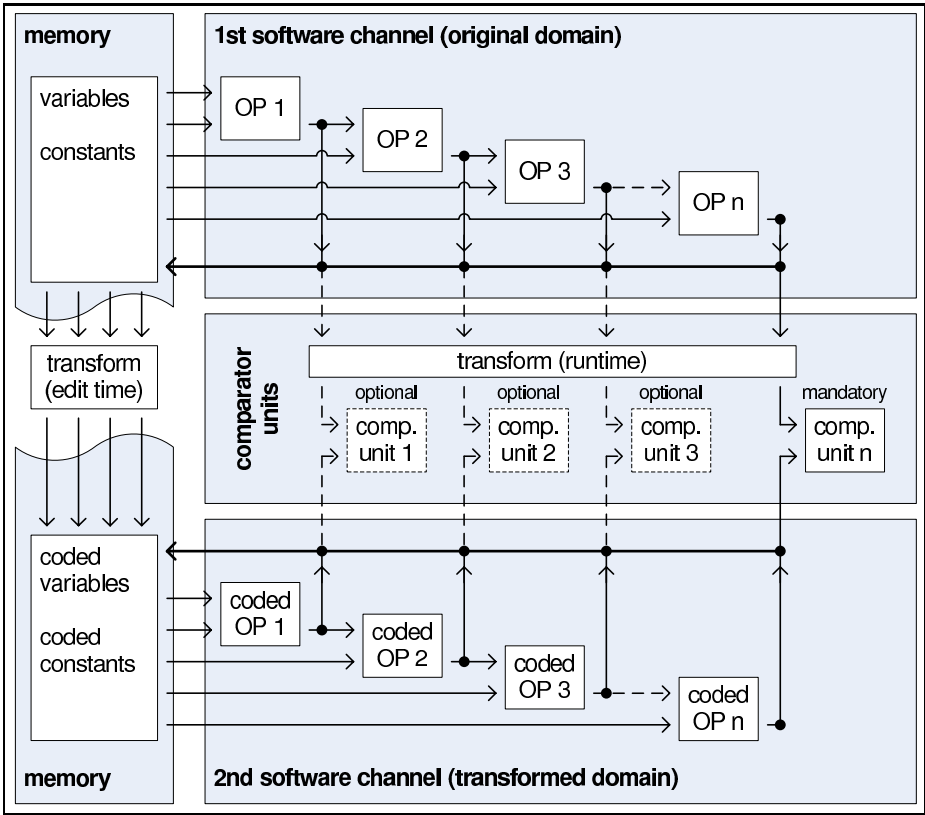 memory
1st software channel (original domain)
variables
constants
OP 1
OP 2
OP 3
OP n
transform
(edit time)
comparator
units
transform (runtime)
optional
comp.
unit 1
optional
comp.
unit 2
optional
comp.
unit 3
mandatory
comp.
unit n
coded
variables
coded
constants
coded
OP 1
coded
OP 2
coded
OP 3
coded
OP n
memory
2nd software channel (transformed domain)